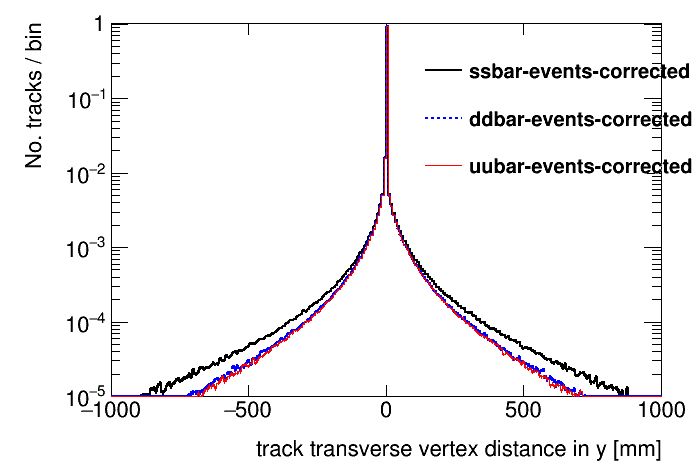 No. tracks / bin
1
10⁻¹
10⁻²
10⁻³
10⁻⁴
10⁻⁵
ssbar-events-corrected
ddbar-events-corrected
uubar-events-corrected
−1000 −500 0 500 1000
track transverse vertex distance in y [mm]